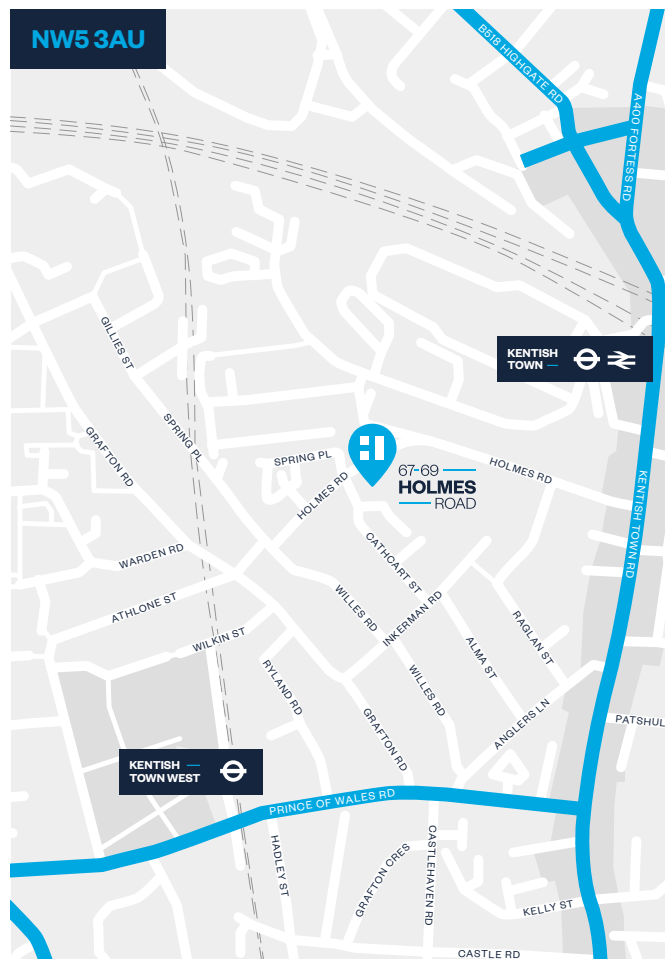 NW5 3AU
B518 HIGHGATE RD
A400 FORTESS RD
GILLIES ST
KENTISH
TOWN
SPRING PL
GRAFTON RD
SPRING PL
67-69
HOLMES
ROAD
HOLMES RD
HOLMES RD
KENTISH TOWN RD
WARDEN RD
CATHCART ST
ATHLONE ST
WILLES RD
INKERMAN RD
RAGLAN ST
WILKIN ST
ALMA ST
RYLAND RD
WILLES RD
GRAFTON RD
ANGLERS LN
PATSHUL
KENTISH
TOWN WEST
PRINCE OF WALES RD
HADLEY ST
GRAFTON CRES
CASTLEHAVEN RD
KELLY ST
CASTLE RD